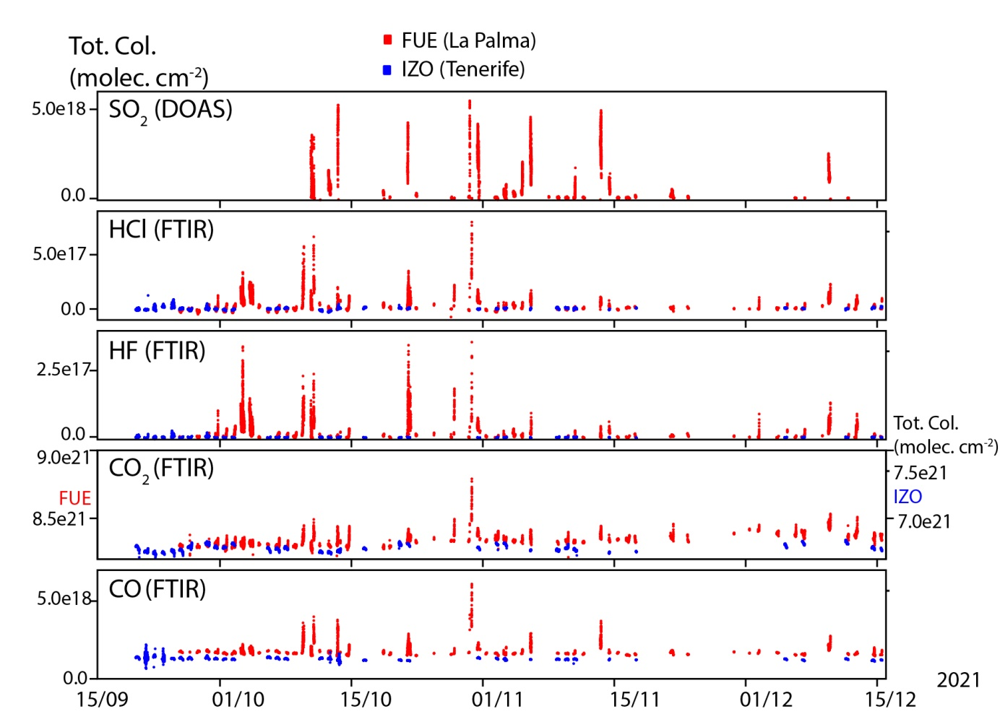 Tot. Col.
(molec. cm-2)
FUE (La Palma)
IZO (Tenerife)
SO2 (DOAS)
5.0e18
0.0
HCl (FTIR)
5.0e17
0.0
HF (FTIR)
2.5e17
0.0
Tot. Col.
(molec. cm-2)
9.0e21
CO2 (FTIR)
7.5e21
FUE
IZO
8.5e21
7.0e21
CO (FTIR)
5.0e18
0.0
2021
15/09 01/10 15/10 01/11 15/11 01/12 15/12